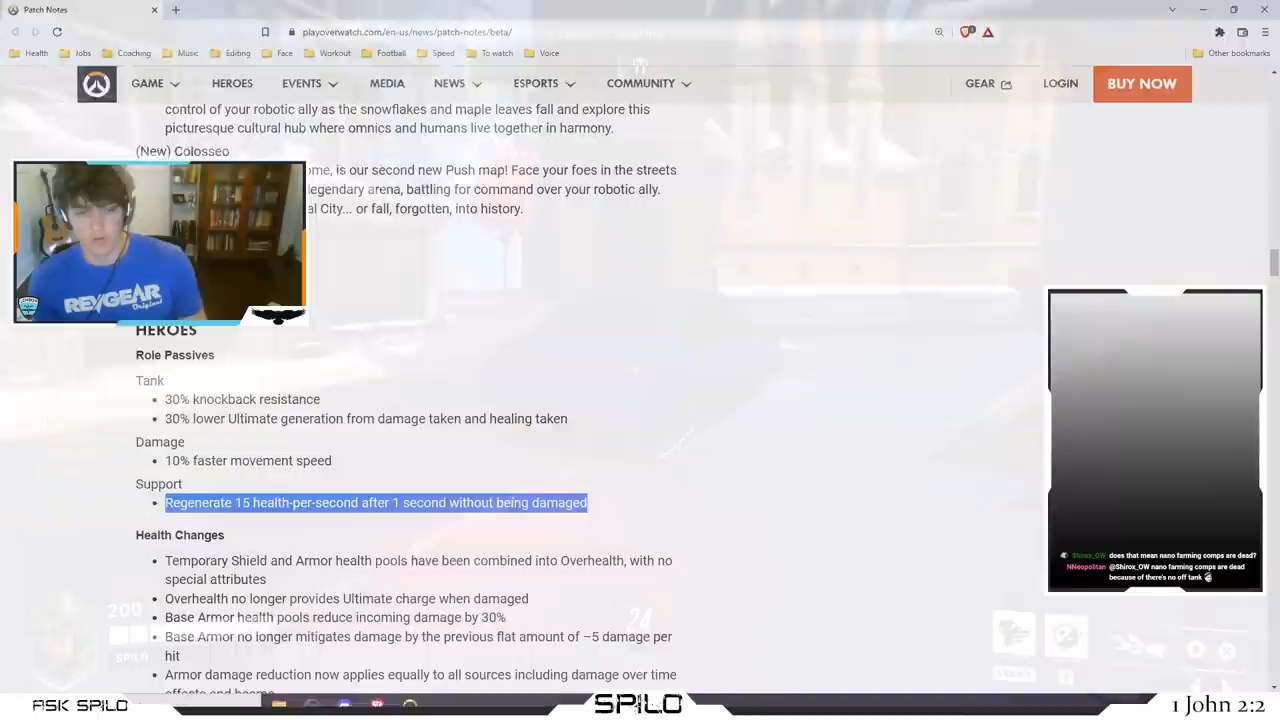 Patch Notes
playoverwatch.com/en-us/news/patch-notes/beta/
Health Jobs Coaching Music Editing Face Workout Football Speed To watch Voice Other bookmarks
GAME HEROES EVENTS MEDIA NEWS ESPORTS COMMUNITY GEAR LOGIN BUY NOW
control of your robotic ally as the snowflakes and maple leaves fall and explore this
picturesque cultural hub where omnics and humans live together in harmony.
(New) Colosseo
ome, is our second new Push map! Face your foes in the streets
legendary arena, battling for command over your robotic ally.
al City... or fall, forgotten, into history.
REVGEAR
Original
HEROES
Role Passives
Tank
• 30% knockback resistance
• 30% lower Ultimate generation from damage taken and healing taken
Damage
• 10% faster movement speed
Support
• Regenerate 15 health-per-second after 1 second without being damaged
Health Changes
• Temporary Shield and Armor health pools have been combined into Overhealth, with no
special attributes
• Overhealth no longer provides Ultimate charge when damaged
• Base Armor health pools reduce incoming damage by 30%
• Base Armor no longer mitigates damage by the previous flat amount of –5 damage per
hit
• Armor damage reduction now applies equally to all sources including damage over time
effects and beams
Shirox_OW does that mean nano farming comps are dead?
NNeopolitan @Shirox_OW nano farming comps are dead
because of there's no off tank
200
SPILO
24
ASK SPILO
SPILO
1 John 2:2